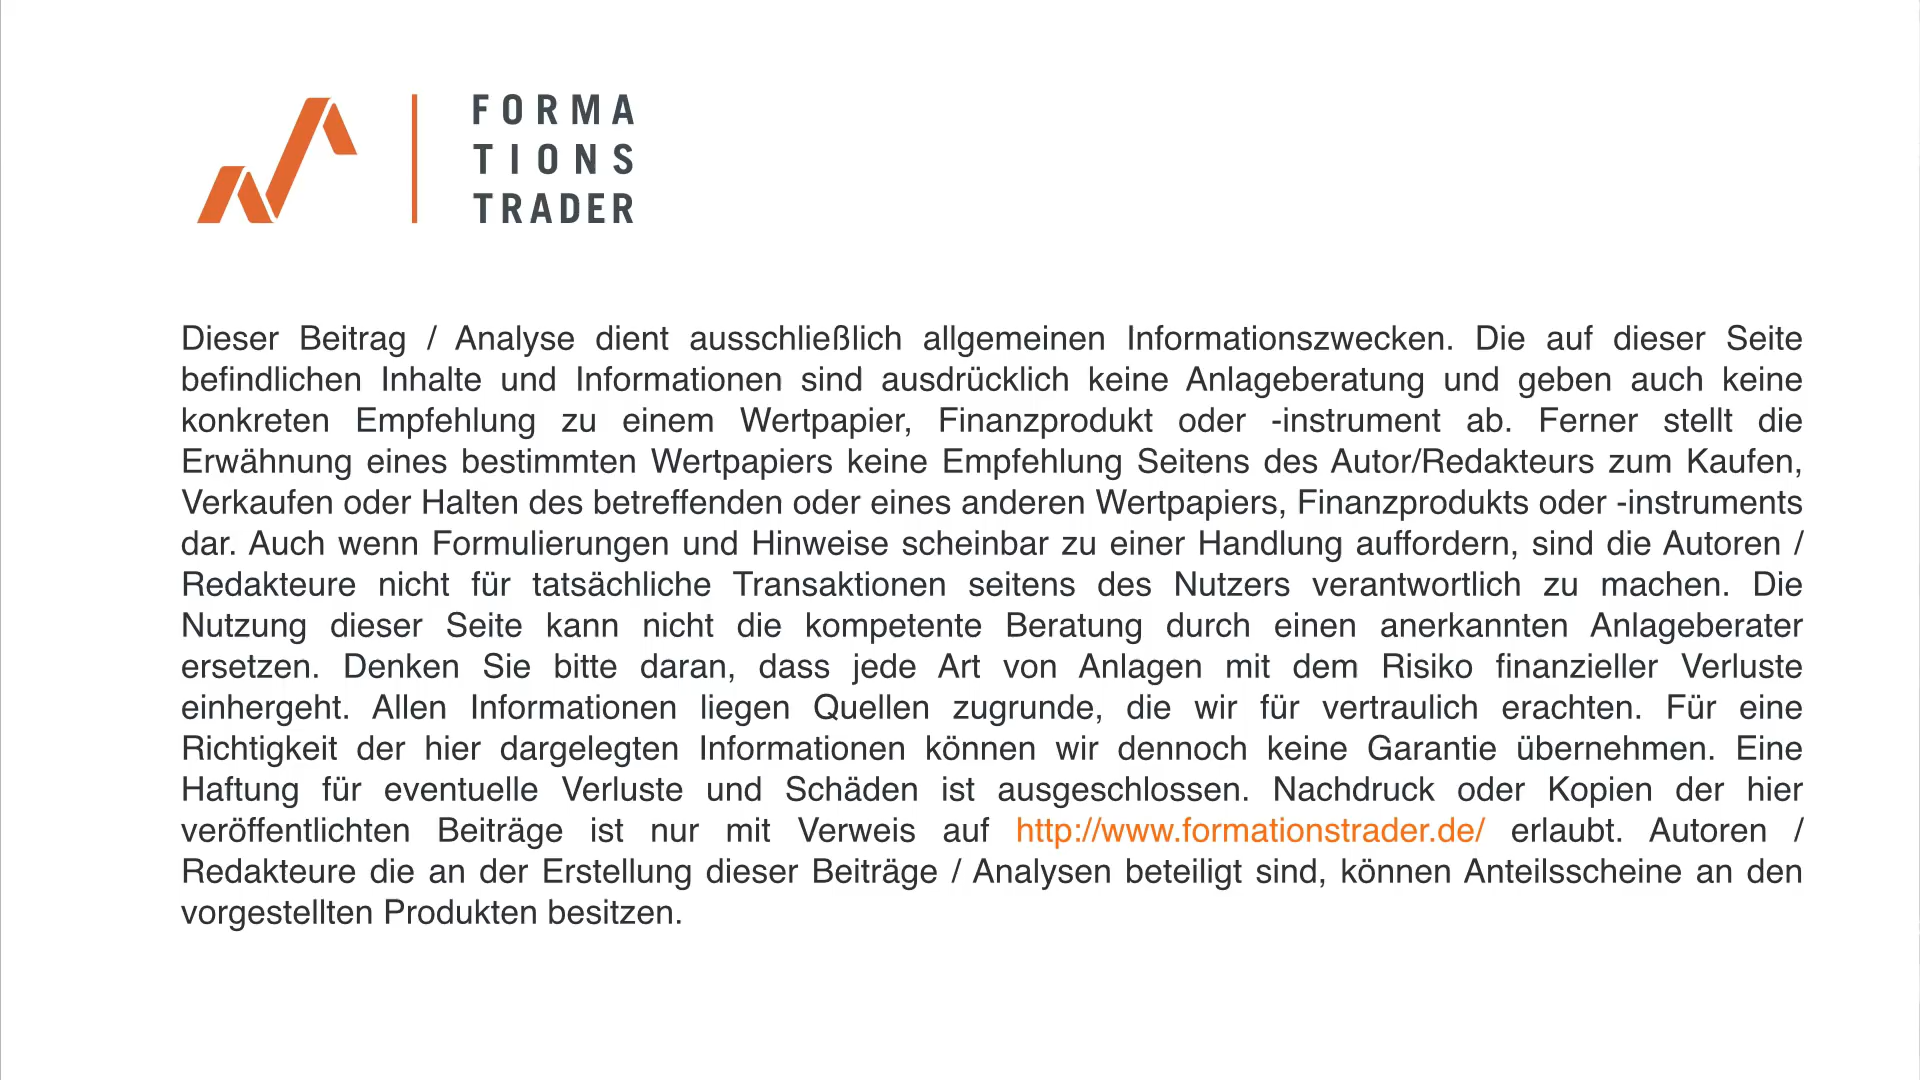 FORMA
TIONS
TRADER
Dieser Beitrag / Analyse dient ausschließlich allgemeinen Informationszwecken. Die auf dieser Seite
befindlichen Inhalte und Informationen sind ausdrücklich keine Anlageberatung und geben auch keine
konkreten Empfehlung zu einem Wertpapier, Finanzprodukt oder -instrument ab. Ferner stellt die
Erwähnung eines bestimmten Wertpapiers keine Empfehlung Seitens des Autor/Redakteurs zum Kaufen,
Verkaufen oder Halten des betreffenden oder eines anderen Wertpapiers, Finanzprodukts oder -instruments
dar. Auch wenn Formulierungen und Hinweise scheinbar zu einer Handlung auffordern, sind die Autoren /
Redakteure nicht für tatsächliche Transaktionen seitens des Nutzers verantwortlich zu machen. Die
Nutzung dieser Seite kann nicht die kompetente Beratung durch einen anerkannten Anlageberater
ersetzen. Denken Sie bitte daran, dass jede Art von Anlagen mit dem Risiko finanzieller Verluste
einhergeht. Allen Informationen liegen Quellen zugrunde, die wir für vertraulich erachten. Für eine
Richtigkeit der hier dargelegten Informationen können wir dennoch keine Garantie übernehmen. Eine
Haftung für eventuelle Verluste und Schäden ist ausgeschlossen. Nachdruck oder Kopien der hier
veröffentlichten Beiträge ist nur mit Verweis auf http://www.formationstrader.de/ erlaubt. Autoren /
Redakteure die an der Erstellung dieser Beiträge / Analysen beteiligt sind, können Anteilsscheine an den
vorgestellten Produkten besitzen.